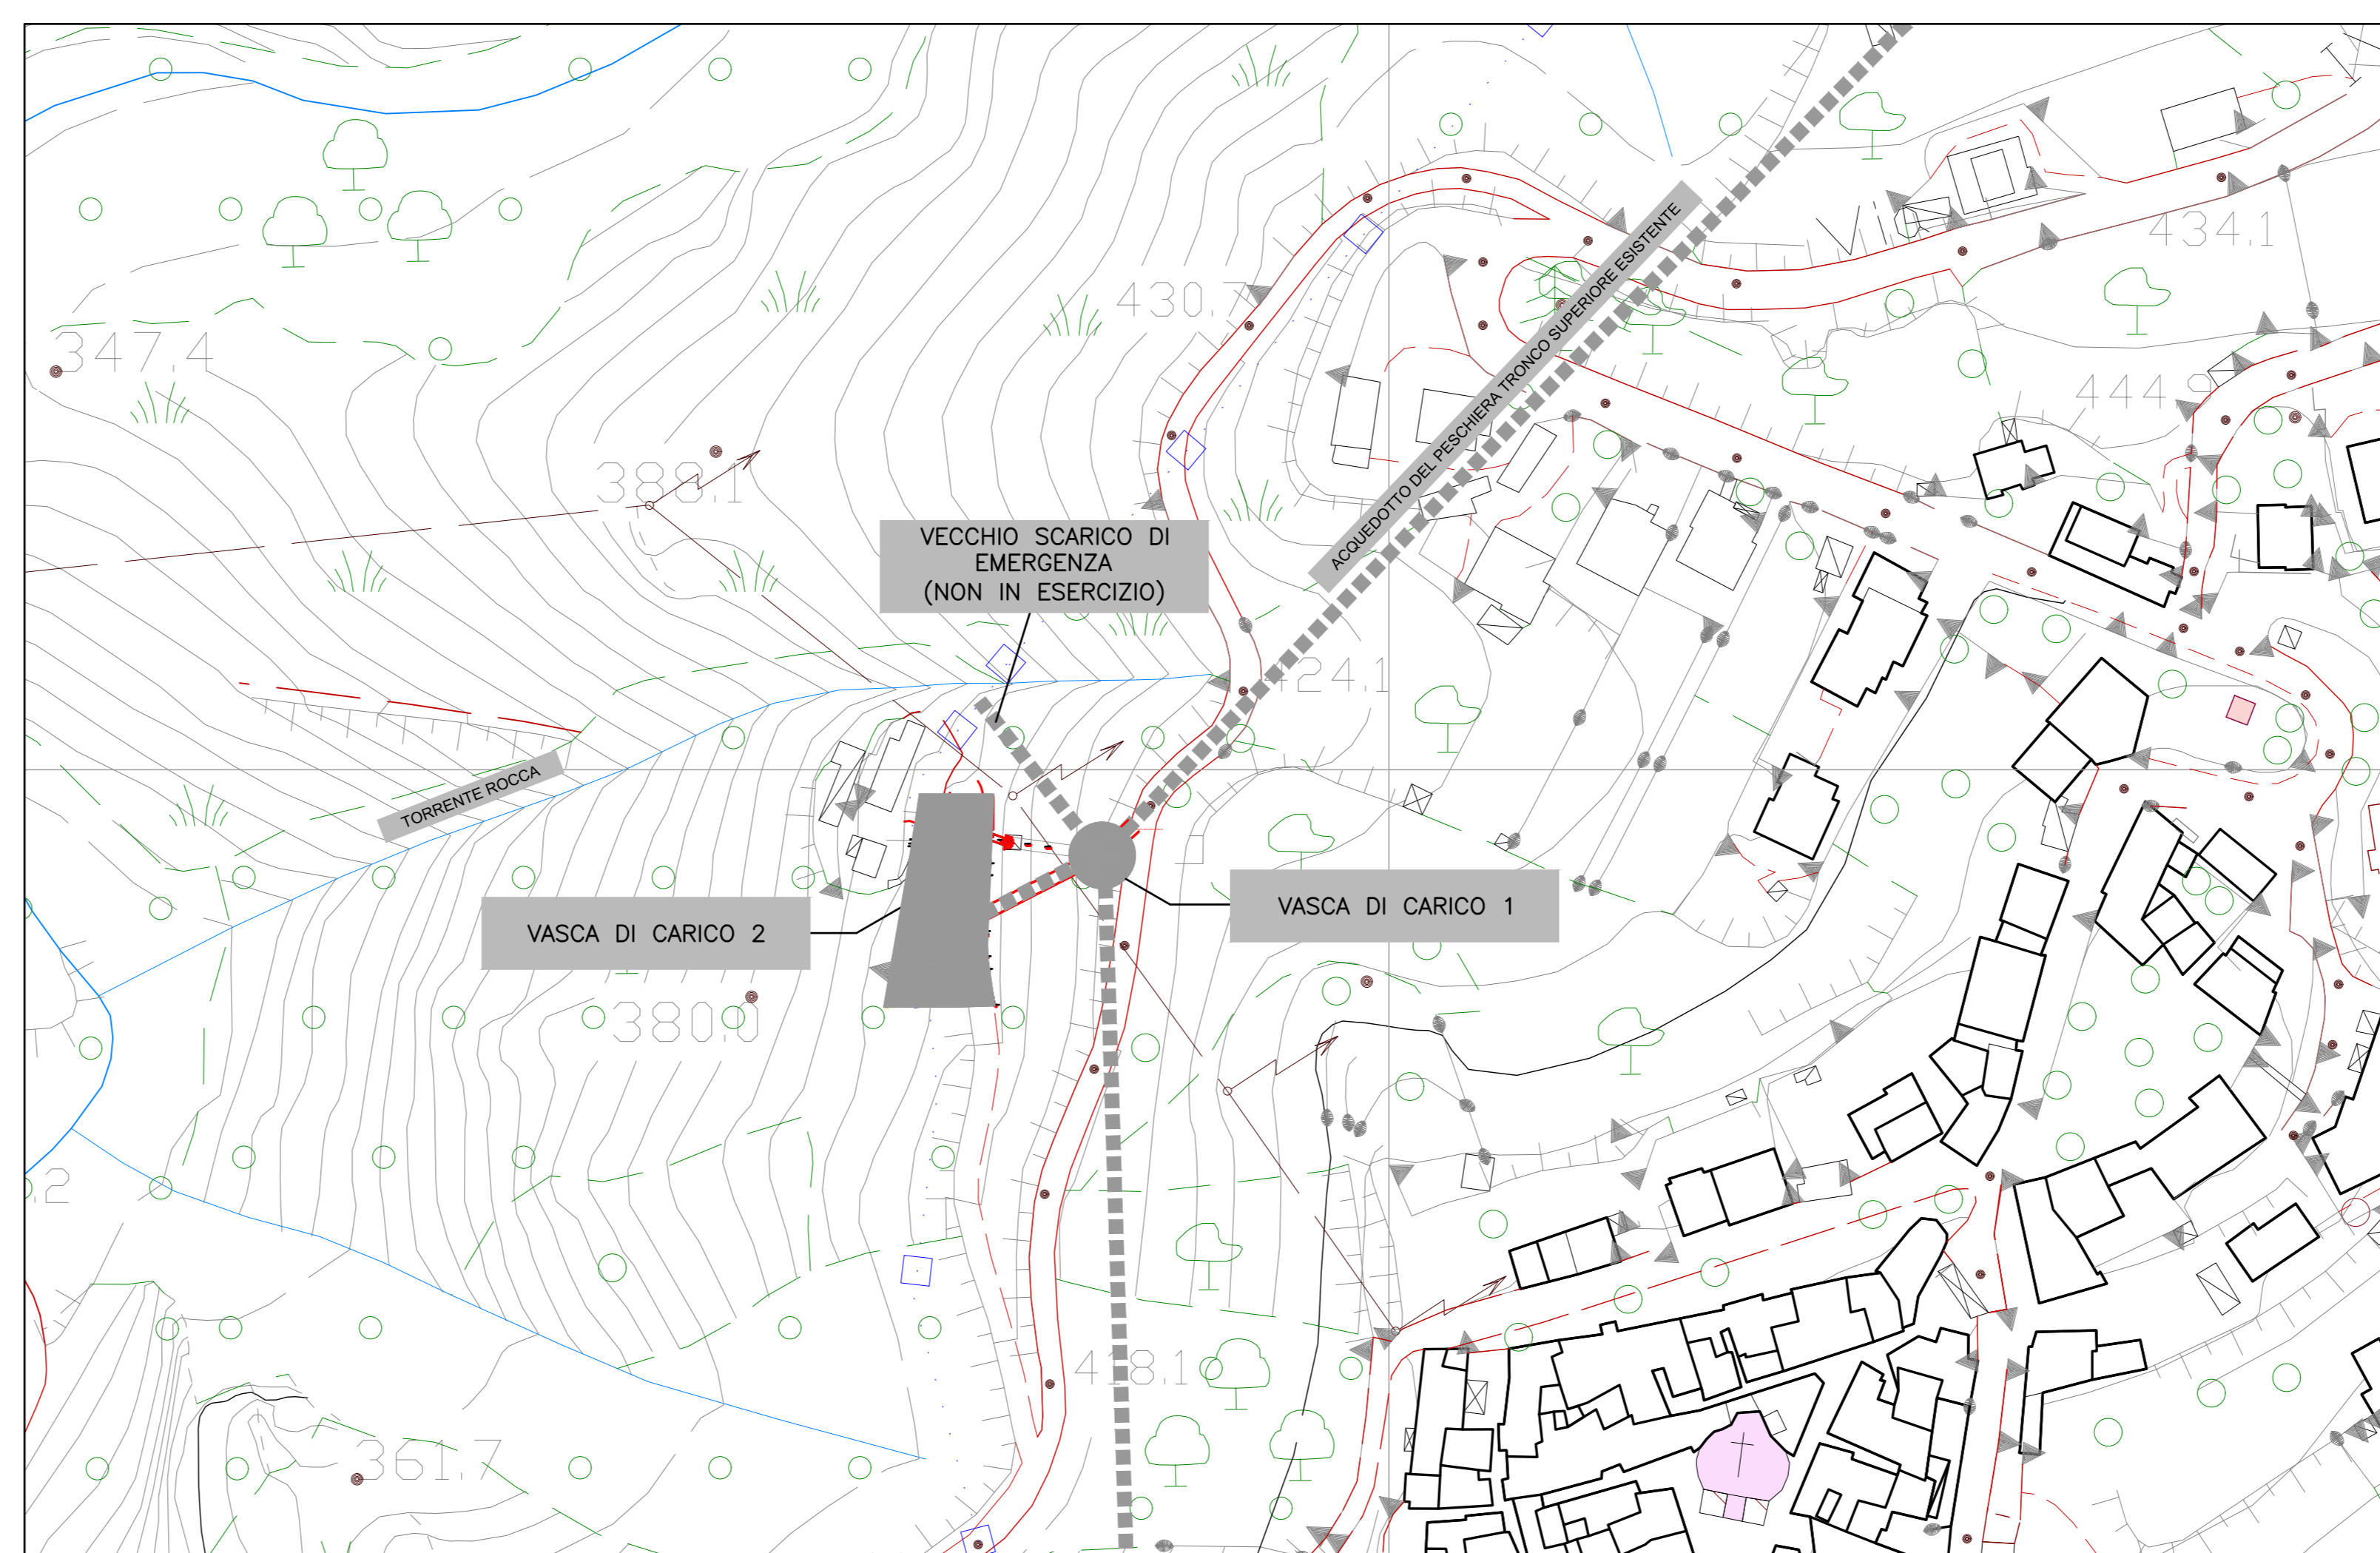 Vi
434.1
430.7
347.4
444.9
ACQUEDOTTO DEL PESCHIERA TRONCO SUPERIORE ESISTENTE
388.1
VECCHIO SCARICO DI
EMERGENZA
(NON IN ESERCIZIO)
424.1
TORRENTE ROCCA
VASCA DI CARICO 1
VASCA DI CARICO 2
380.0
.2
418.1
361.7